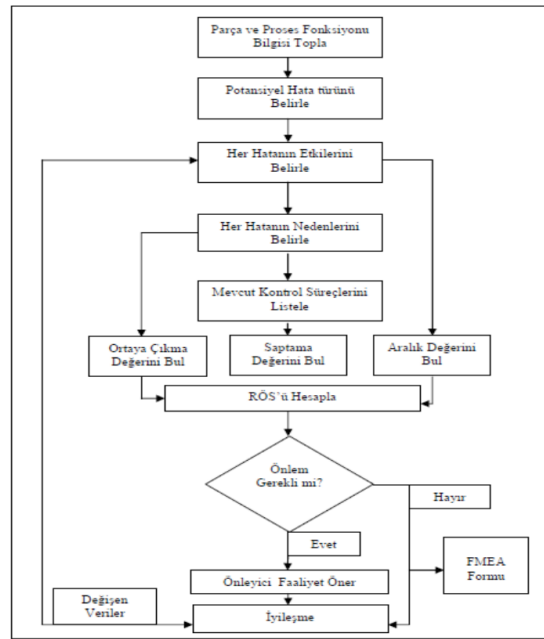 Parça ve Proses Fonksiyonu
Bilgisi Topla
Potansiyel Hata türünü
Belirle
Her Hatanın Etkilerini
Belirle
Her Hatanın Nedenlerini
Belirle
Mevcut Kontrol Süreçlerini
Listele
Ortaya Çıkma
Değerini Bul
Saptama
Değerini Bul
Aralık Değerini
Bul
RÖS'ü Hesapla
Önlem
Gerekli mi?
Hayır
Evet
FMEA
Formu
Önleyici Faaliyet Öner
Değişen
Veriler
İyileşme